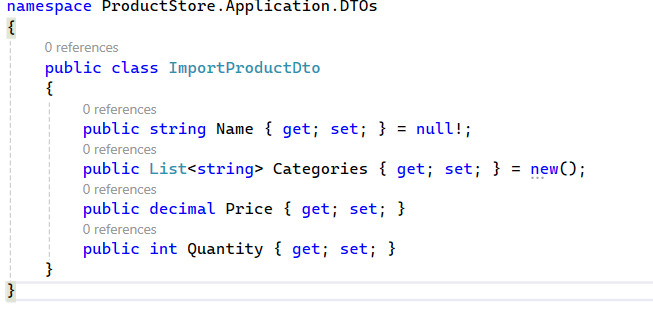 namespace ProductStore.Application.DTOs
{
0 references
public class ImportProductDto
{
0 references
public string Name { get; set; } = null!;
0 references
public List<string> Categories { get; set; } = new();
0 references
public decimal Price { get; set; }
0 references
public int Quantity { get; set; }
}
}